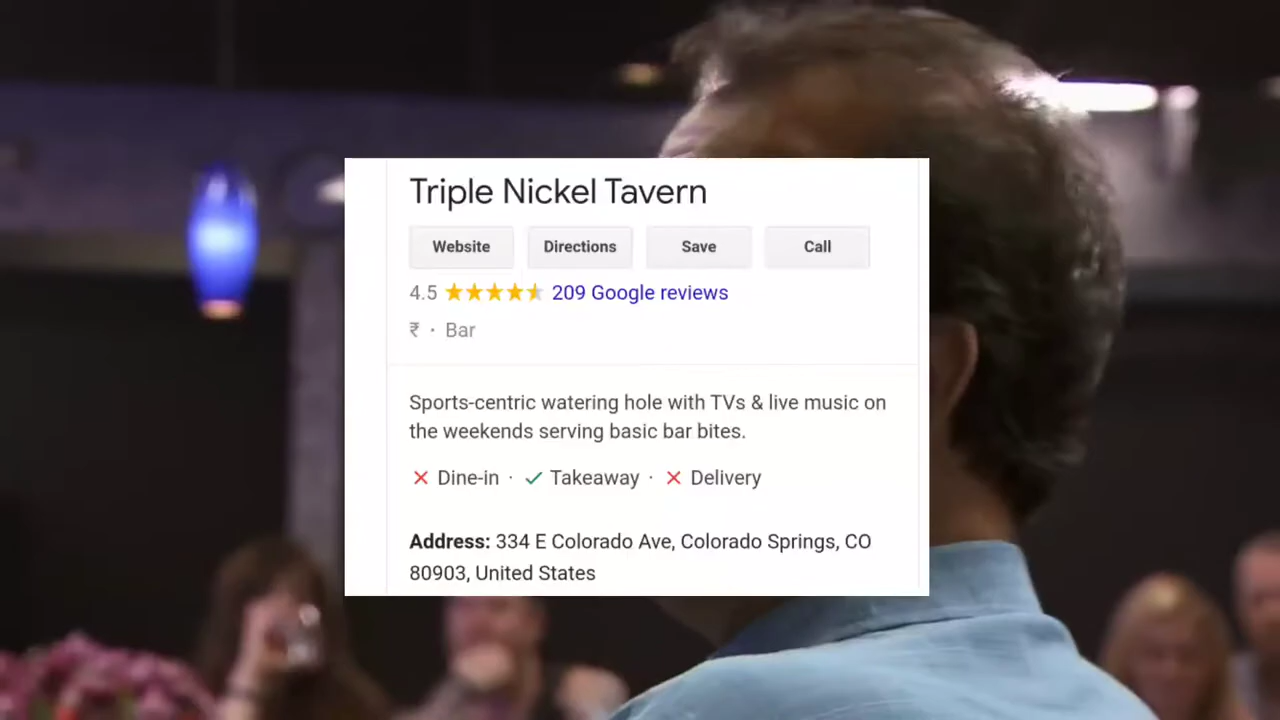 Triple Nickel Tavern
Website Directions Save Call
4.5 209 Google reviews
₹ · Bar
Sports-centric watering hole with TVs & live music on
the weekends serving basic bar bites.
Dine-in · Takeaway · Delivery
Address: 334 E Colorado Ave, Colorado Springs, CO
80903, United States